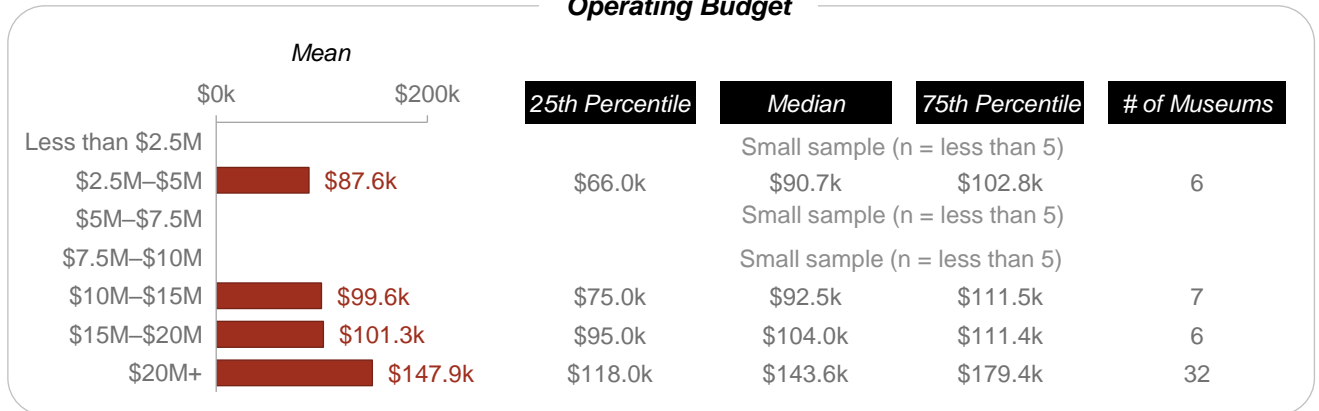 Operating Budget
Mean
$0k $200k 25th Percentile Median 75th Percentile # of Museums
Less than $2.5M Small sample (n = less than 5)
$2.5M–$5M $87.6k $66.0k $90.7k $102.8k 6
$5M–$7.5M Small sample (n = less than 5)
$7.5M–$10M Small sample (n = less than 5)
$10M–$15M $99.6k $75.0k $92.5k $111.5k 7
$15M–$20M $101.3k $95.0k $104.0k $111.4k 6
$20M+ $147.9k $118.0k $143.6k $179.4k 32